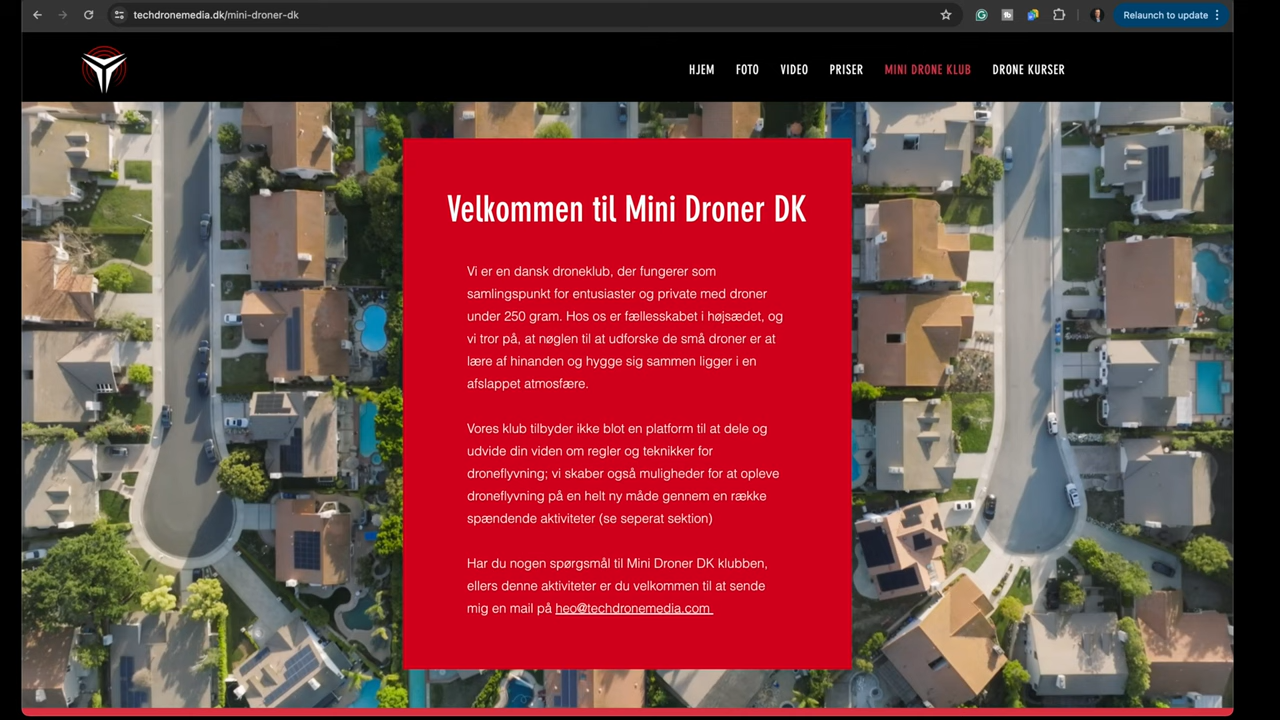 techdronemedia.dk/mini-droner-dk
Relaunch to update
HJEM FOTO VIDEO PRISER MINI DRONE KLUB DRONE KURSER
Velkommen til Mini Droner DK
Vi er en dansk droneklub, der fungerer som
samlingspunkt for entusiaster og private med droner
under 250 gram. Hos os er fællesskabet i højsædet, og
vi tror på, at nøglen til at udforske de små droner er at
lære af hinanden og hygge sig sammen ligger i en
afslappet atmosfære.
Vores klub tilbyder ikke blot en platform til at dele og
udvide din viden om regler og teknikker for
droneflyvning; vi skaber også muligheder for at opleve
droneflyvning på en helt ny måde gennem en række
spændende aktiviteter (se seperat sektion)
Har du nogen spørgsmål til Mini Droner DK klubben,
ellers denne aktiviteter er du velkommen til at sende
mig en mail på heo@techdronemedia.com